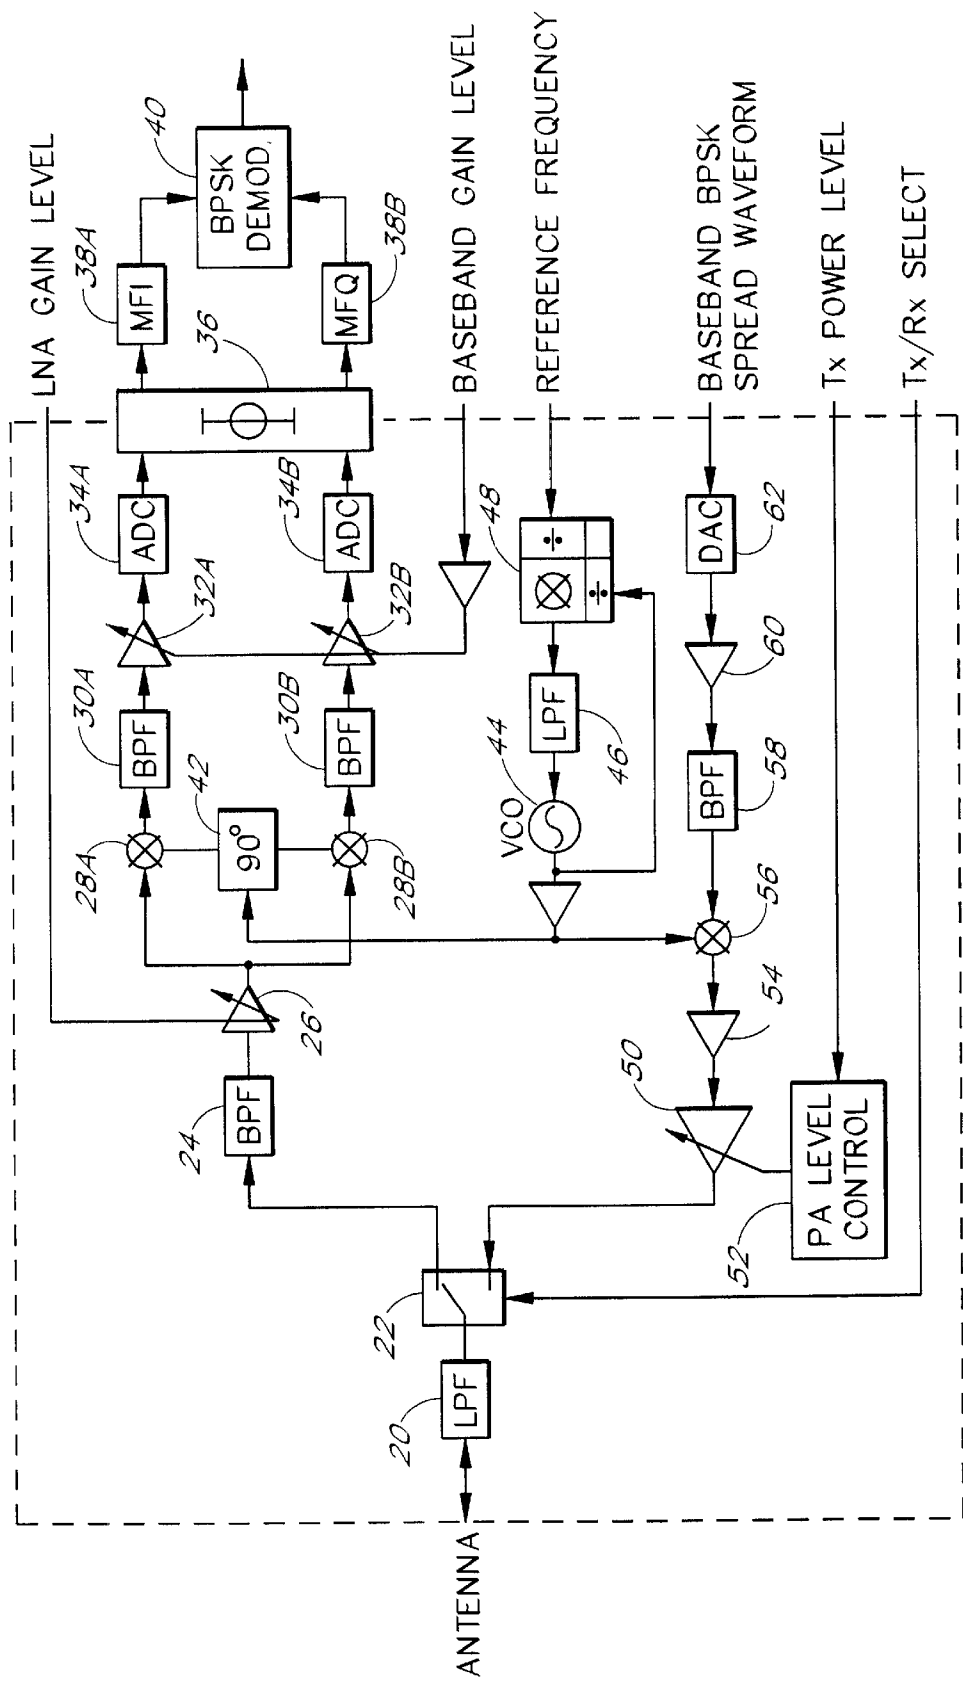 LNA GAIN LEVEL
38A
MFI
40
BPSK
DEMOD.
36
MFQ
38B
34A
ADC
34B
ADC
32A
32B
30A
BPF
30B
BPF
28A
42
90°
28B
26
24
BPF
BASEBAND GAIN LEVEL
REFERENCE FREQUENCY
48
÷
÷
LPF
46
44
VCO
BASEBAND BPSK
SPREAD WAVEFORM
DAC
62
60
BPF
58
56
54
50
Tx POWER LEVEL
PA LEVEL
CONTROL
52
Tx/Rx SELECT
22
20
LPF
ANTENNA